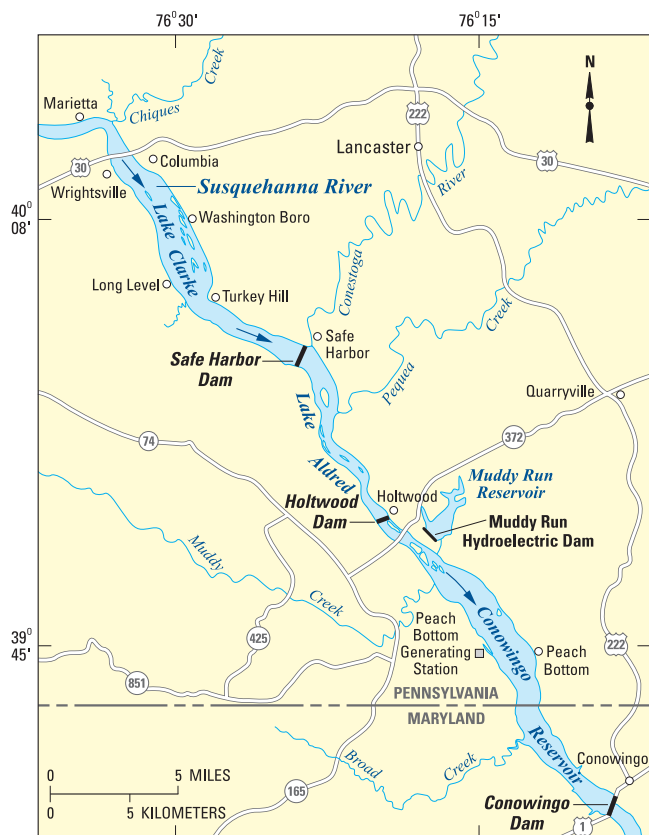 76° 30'
76° 15'
Creek
Chiques
Marietta
N
222
Lancaster
30
Columbia
30
Wrightsville
River
Susquehanna River
40°
08'
Washington Boro
Lake Clarke
Conestoga
Long Level
Turkey Hill
Creek
Safe
Harbor
Safe Harbor
Dam
Pequea
Quarryville
Lake
Aldred
74
372
Muddy Run
Reservoir
Holtwood
Holtwood
Dam
Muddy Run
Hydroelectric Dam
Muddy
Creek
Conowingo
Peach
Bottom
Generating
Station
39°
45'
425
222
Peach
Bottom
851
PENNSYLVANIA
MARYLAND
Reservoir
Broad
Creek
Conowingo
0 5 MILES
0 5 KILOMETERS
165
Conowingo
Dam
1